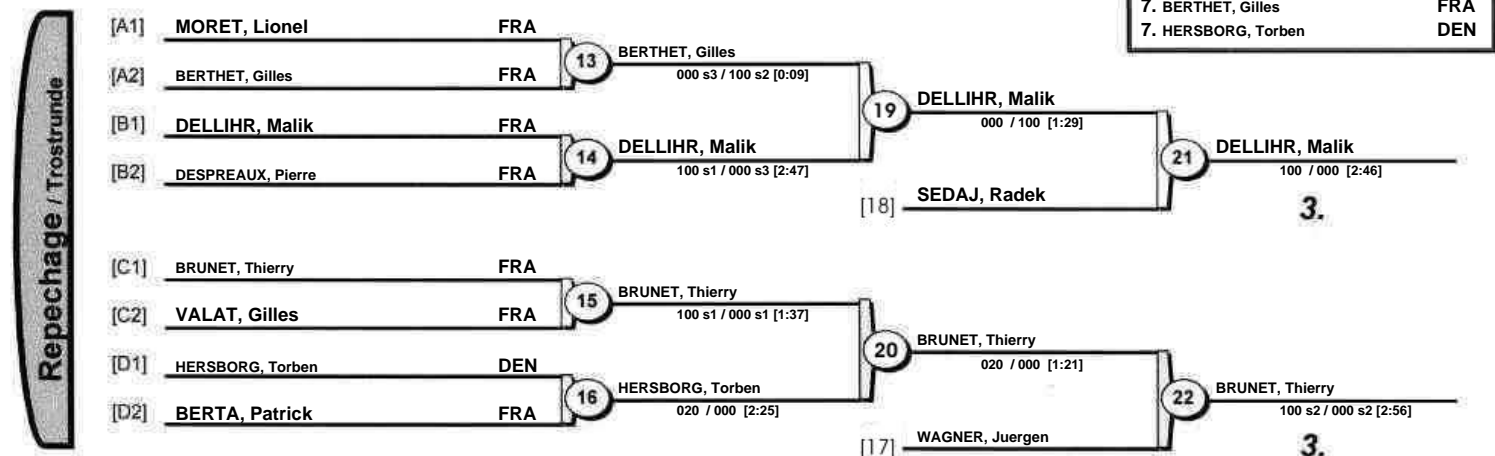 7. BERTHET, Gilles FRA
7. HERSBORG, Torben DEN
Repechage / Trostrunde
[A1] MORET, Lionel FRA
[A2] BERTHET, Gilles FRA
13
BERTHET, Gilles
000 s3 / 100 s2 [0:09]
[B1] DELLIHR, Malik FRA
[B2] DESPREAUX, Pierre FRA
14
DELLIHR, Malik
100 s1 / 000 s3 [2:47]
19
DELLIHR, Malik
000 / 100 [1:29]
[18] SEDAJ, Radek
21
DELLIHR, Malik
100 / 000 [2:46]
3.
[C1] BRUNET, Thierry FRA
[C2] VALAT, Gilles FRA
15
BRUNET, Thierry
100 s1 / 000 s1 [1:37]
[D1] HERSBORG, Torben DEN
[D2] BERTA, Patrick FRA
16
HERSBORG, Torben
020 / 000 [2:25]
20
BRUNET, Thierry
020 / 000 [1:21]
[17] WAGNER, Juergen
22
BRUNET, Thierry
100 s2 / 000 s2 [2:56]
3.